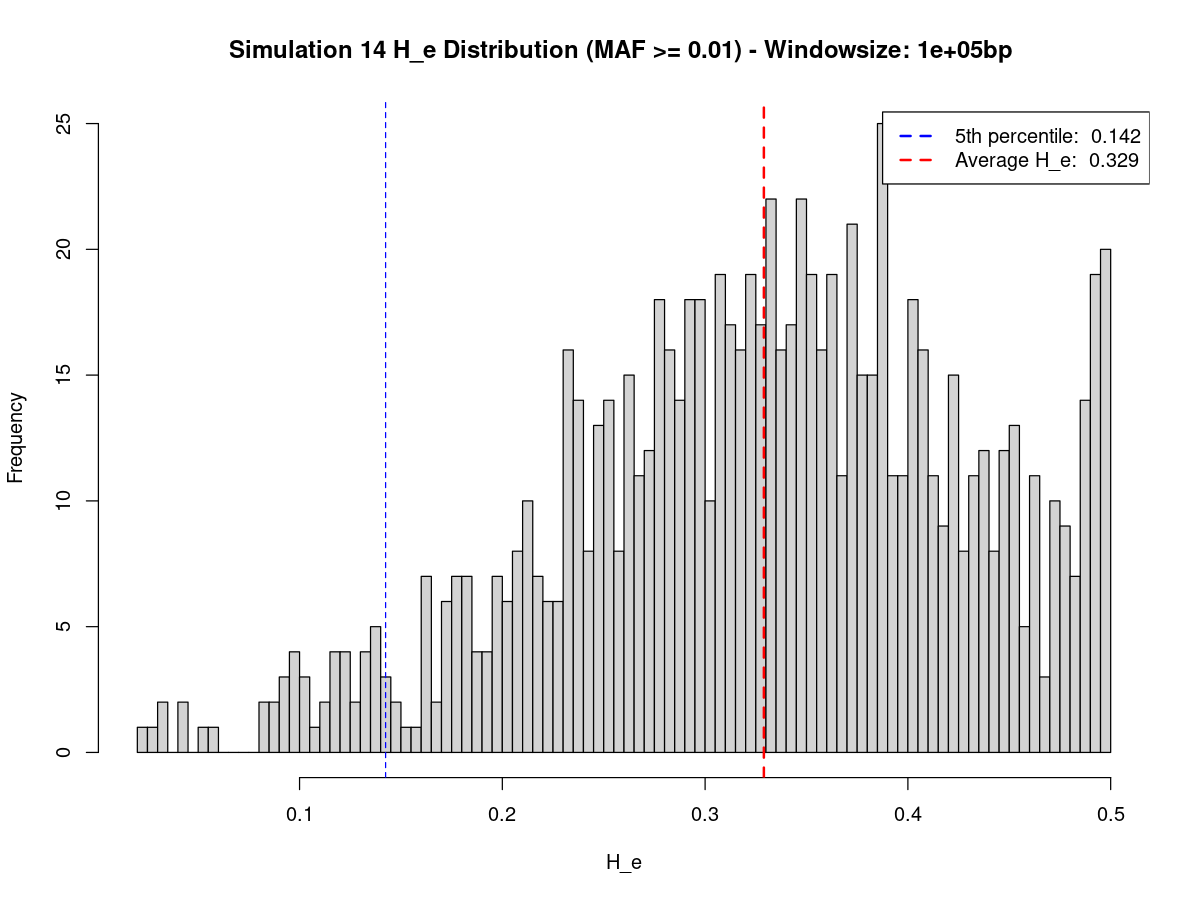 Simulation 14 H_e Distribution (MAF >= 0.01) - Windowsize: 1e+05bp
5th percentile:  0.142
Average H_e:  0.329
Frequency
25
20
15
10
5
0
0.1
0.2
0.3
0.4
0.5
H_e